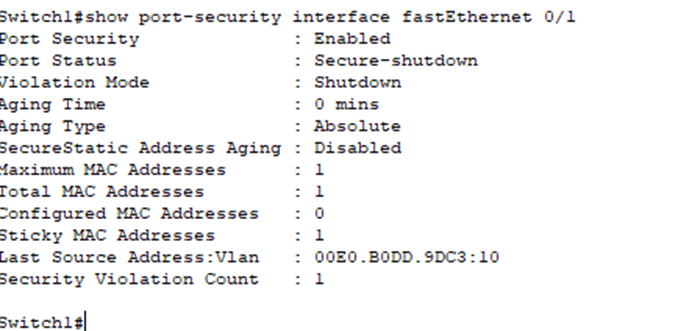 Switch1#show port-security interface fastEthernet 0/1
Port Security : Enabled
Port Status : Secure-shutdown
Violation Mode : Shutdown
Aging Time : 0 mins
Aging Type : Absolute
SecureStatic Address Aging : Disabled
Maximum MAC Addresses : 1
Total MAC Addresses : 1
Configured MAC Addresses : 0
Sticky MAC Addresses : 1
Last Source Address:Vlan : 00E0.B0DD.9DC3:10
Security Violation Count : 1
Switch1#